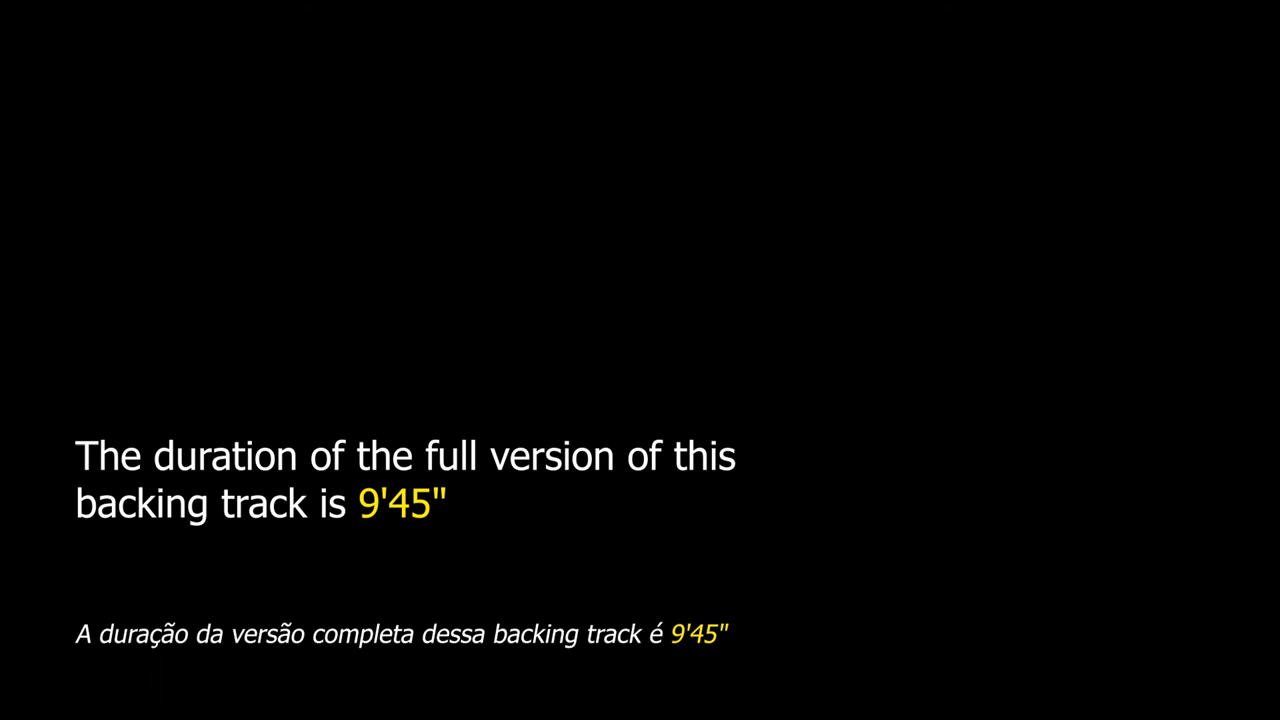 The duration of the full version of this
backing track is 9'45"
A duração da versão completa dessa backing track é 9'45"